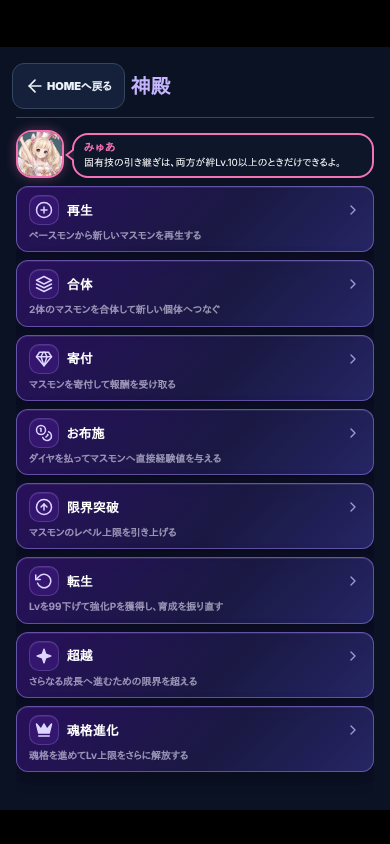 HOMEへ戻る 神殿
みゅあ
固有技の引き継ぎは、両方が絆Lv.10以上のときだけできるよ。
再生
ベースモンから新しいマスモンを再生する
合体
2体のマスモンを合体して新しい個体へつなぐ
寄付
マスモンを寄付して報酬を受け取る
お布施
ダイヤを払ってマスモンへ直接経験値を与える
限界突破
マスモンのレベル上限を引き上げる
転生
Lvを99下げて強化Pを獲得し、育成を振り直す
超越
さらなる成長へ進むための限界を超える
魂格進化
魂格を進めてLv上限をさらに解放する